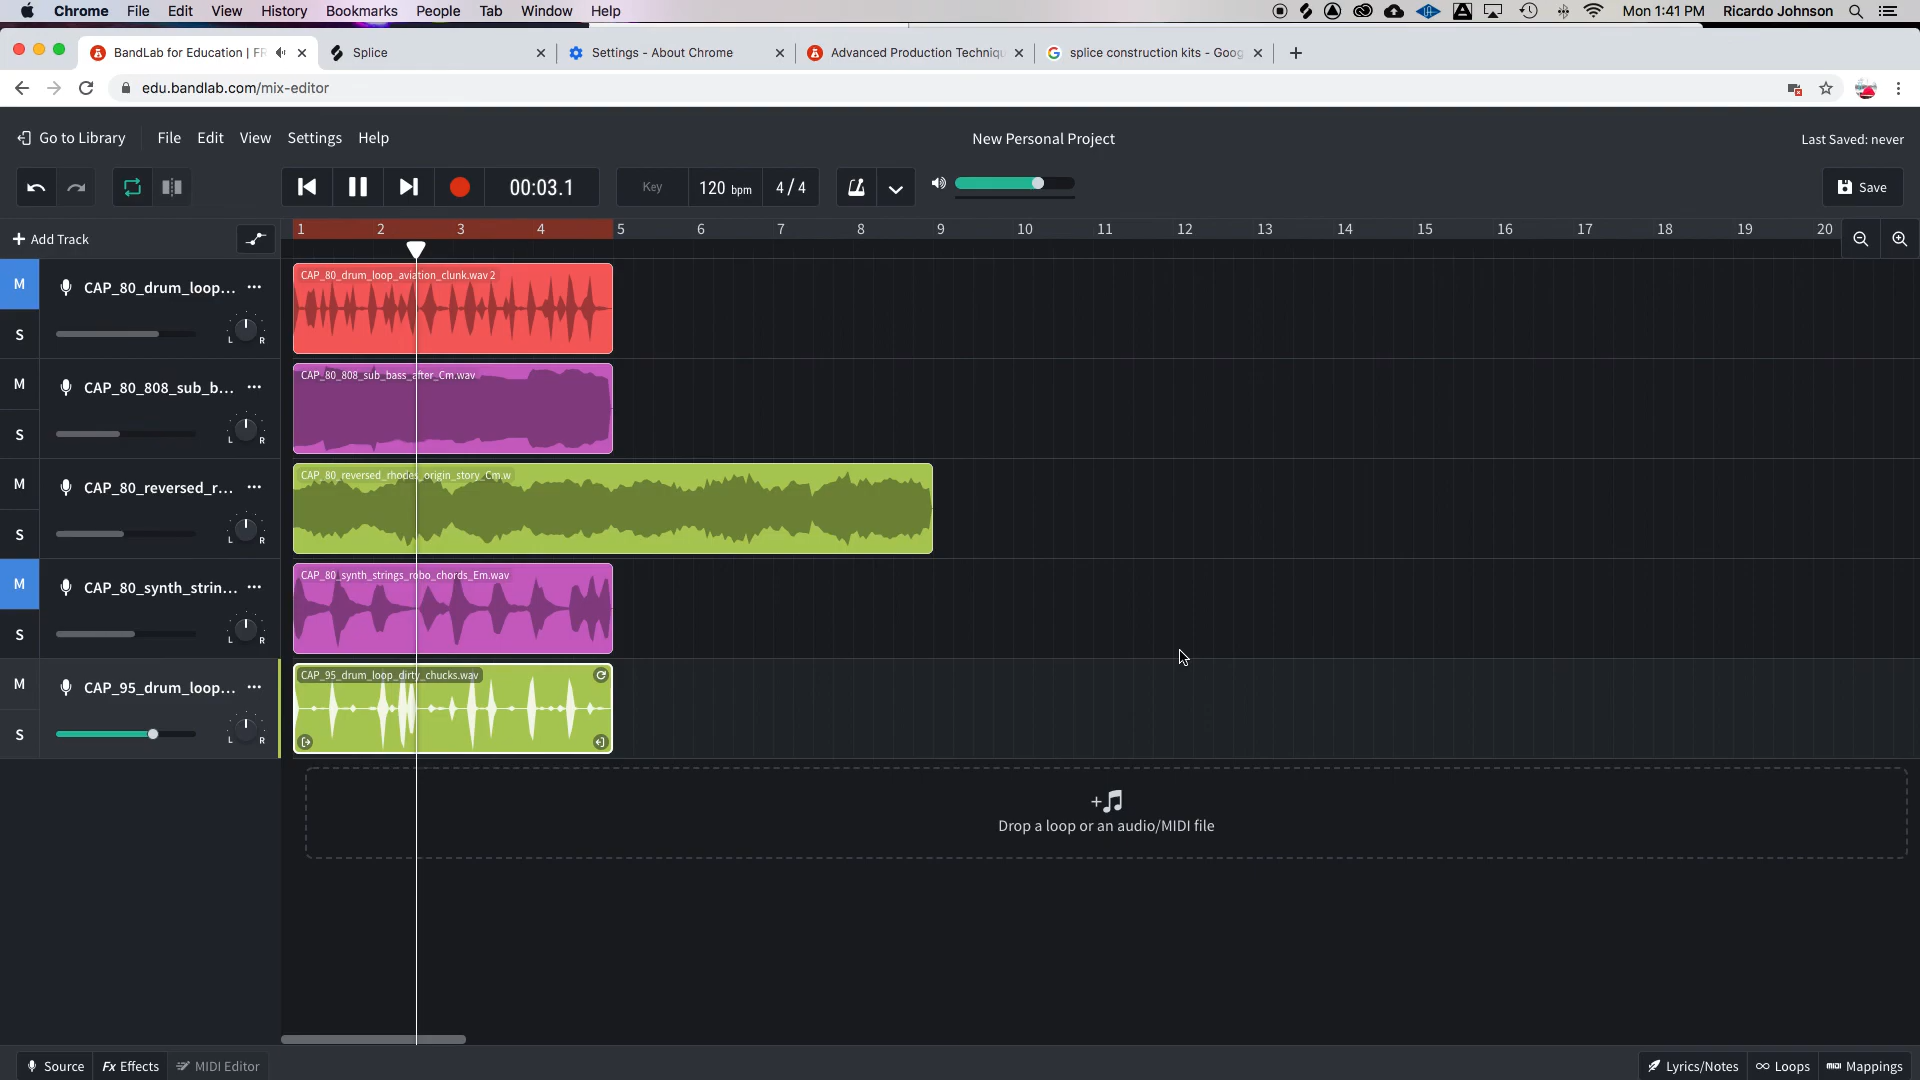 Chrome File Edit View History Bookmarks People Tab Window Help Mon 1:41 PM Ricardo Johnson
BandLab for Education | FR Splice Settings - About Chrome Advanced Production Techniqu splice construction kits - Goog
edu.bandlab.com/mix-editor
Go to Library File Edit View Settings Help New Personal Project Last Saved: never
00:03.1 Key 120 bpm 4 / 4 Save
Add Track 1 2 3 4 5 6 7 8 9 10 11 12 13 14 15 16 17 18 19 20
CAP_80_drum_loop_aviation_clunk.wav 2
M CAP_80_drum_loop...
S L R
CAP_80_808_sub_bass_after_Cm.wav
M CAP_80_808_sub_b...
S L R
CAP_80_reversed_rhodes_origin_story_Cm.w
M CAP_80_reversed_r...
S L R
CAP_80_synth_strings_robo_chords_Em.wav
M CAP_80_synth_strin...
S L R
CAP_95_drum_loop_dirty_chucks.wav
M CAP_95_drum_loop...
S L R
Drop a loop or an audio/MIDI file
Source Fx Effects MIDI Editor Lyrics/Notes Loops MIDI Mappings